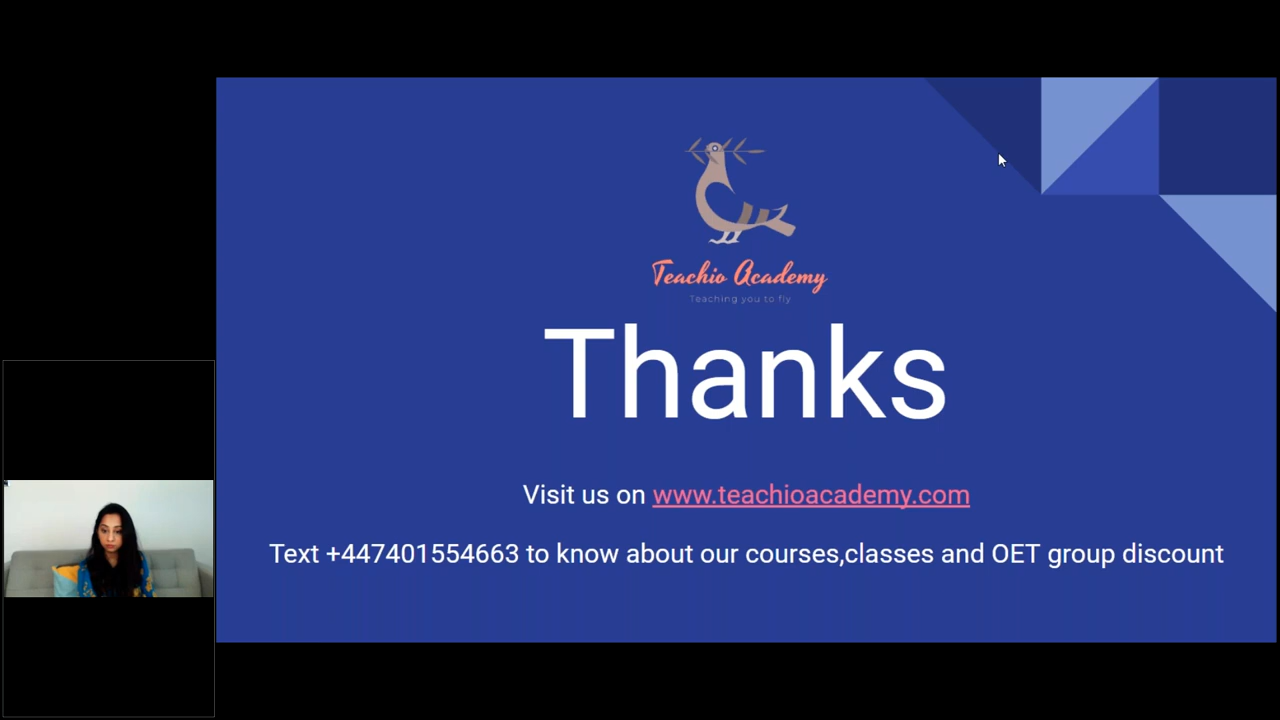 Teachio Academy
Teaching you to fly
Thanks
Visit us on www.teachioacademy.com
Text +447401554663 to know about our courses,classes and OET group discount